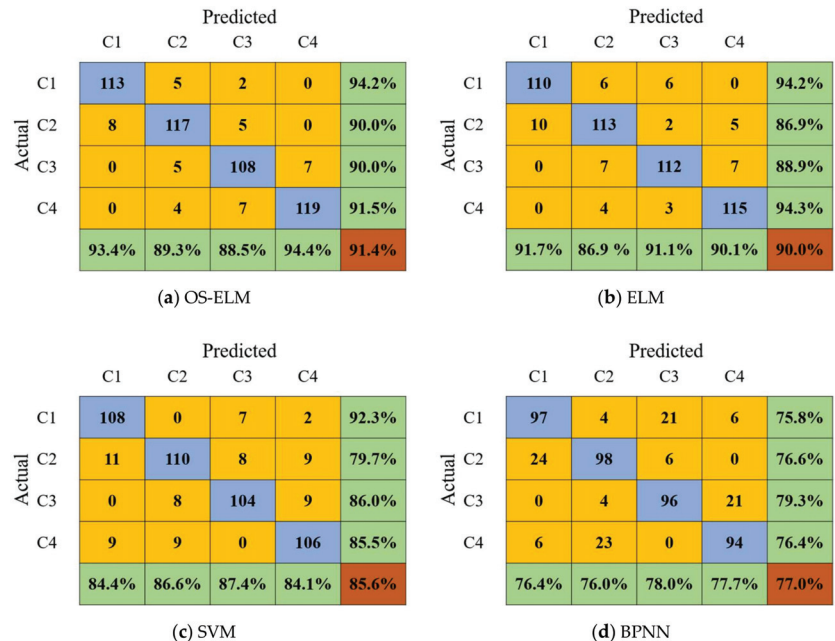 Predicted
C1 C2 C3 C4
Actual
C1 113 5 2 0 94.2%
C2 8 117 5 0 90.0%
C3 0 5 108 7 90.0%
C4 0 4 7 119 91.5%
93.4% 89.3% 88.5% 94.4% 91.4%
(a) OS-ELM
Predicted
C1 C2 C3 C4
Actual
C1 110 6 6 0 94.2%
C2 10 113 2 5 86.9%
C3 0 7 112 7 88.9%
C4 0 4 3 115 94.3%
91.7% 86.9 % 91.1% 90.1% 90.0%
(b) ELM
Predicted
C1 C2 C3 C4
Actual
C1 108 0 7 2 92.3%
C2 11 110 8 9 79.7%
C3 0 8 104 9 86.0%
C4 9 9 0 106 85.5%
84.4% 86.6% 87.4% 84.1% 85.6%
(c) SVM
Predicted
C1 C2 C3 C4
Actual
C1 97 4 21 6 75.8%
C2 24 98 6 0 76.6%
C3 0 4 96 21 79.3%
C4 6 23 0 94 76.4%
76.4% 76.0% 78.0% 77.7% 77.0%
(d) BPNN